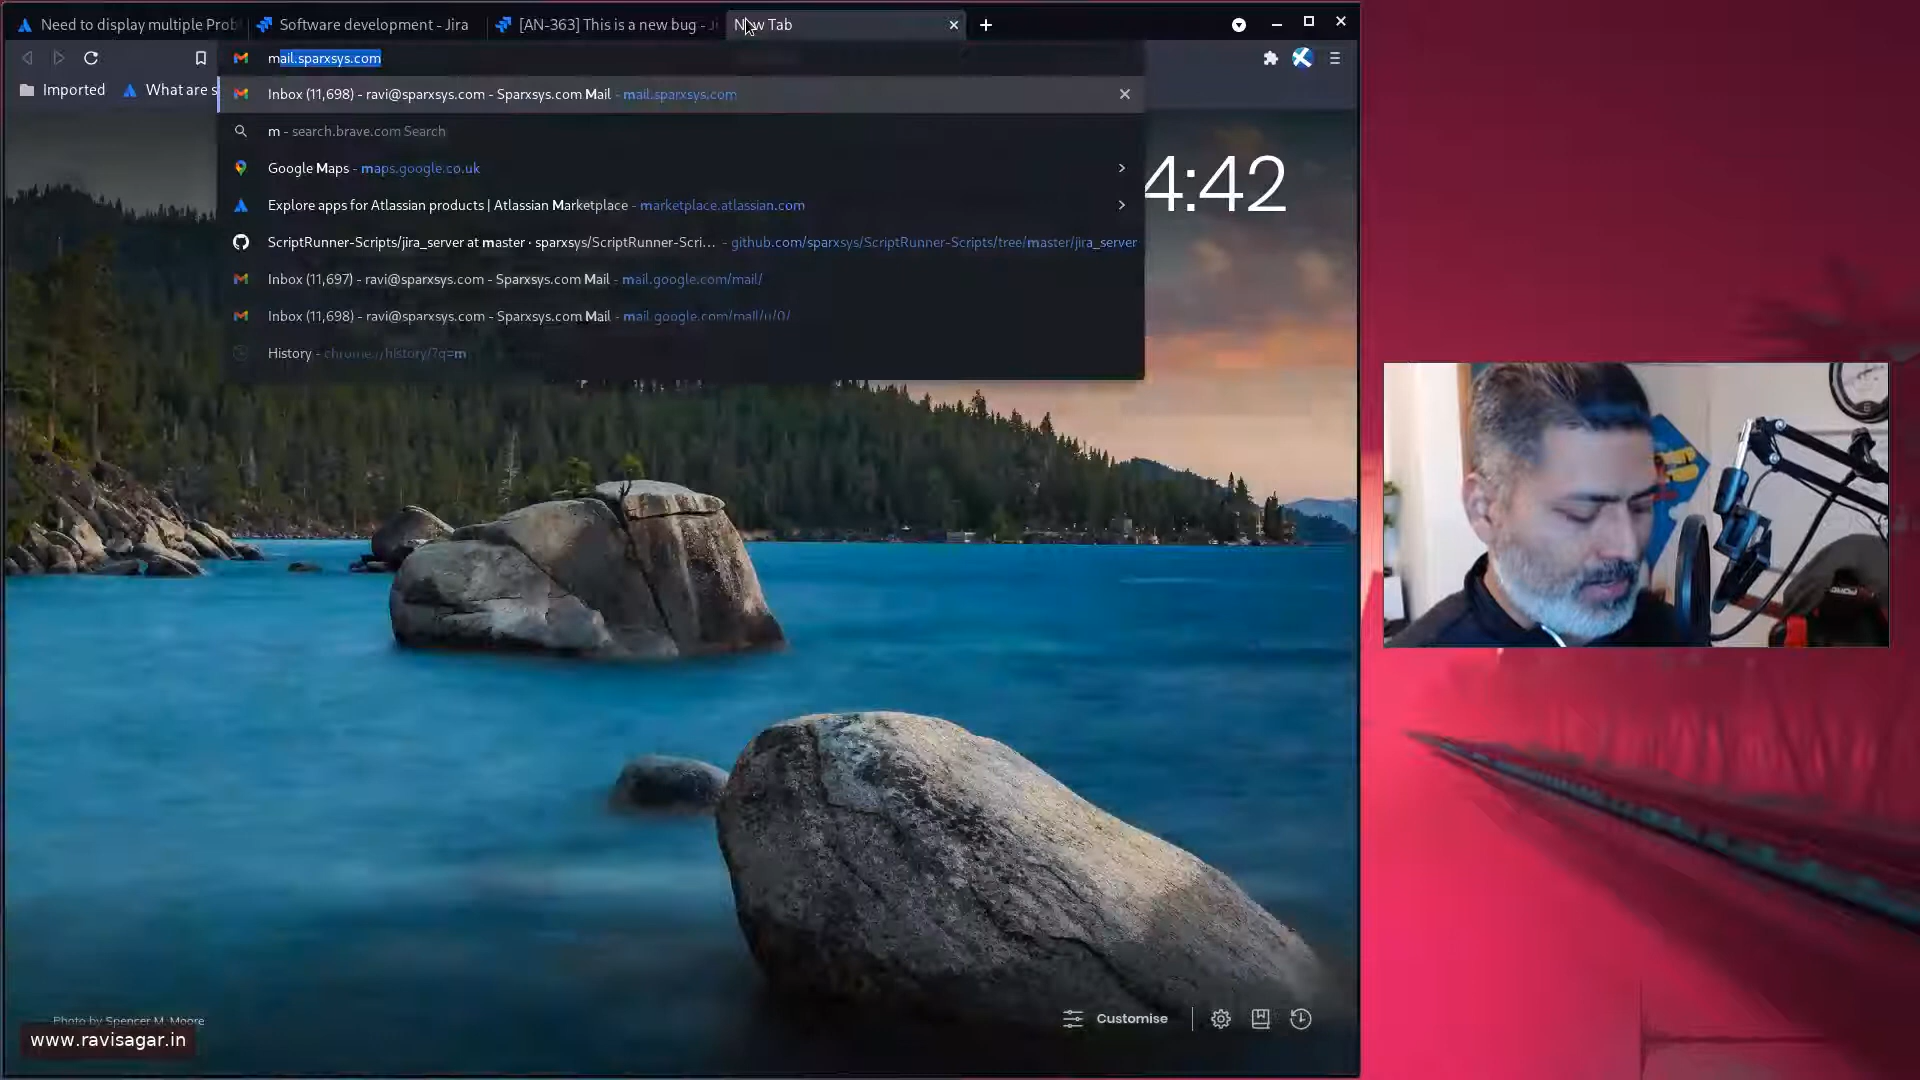 Need to display multiple Prob
Software development - Jira
[AN-363] This is a new bug - J
New Tab
mail.sparxsys.com
Imported
What are s
Inbox (11,698) - ravi@sparxsys.com - Sparxsys.com Mail - mail.sparxsys.com
m - search.brave.com Search
Google Maps - maps.google.co.uk
Explore apps for Atlassian products | Atlassian Marketplace - marketplace.atlassian.com
ScriptRunner-Scripts/jira_server at master · sparxsys/ScriptRunner-Scri... - github.com/sparxsys/ScriptRunner-Scripts/tree/master/jira_server
Inbox (11,697) - ravi@sparxsys.com - Sparxsys.com Mail - mail.google.com/mail/
Inbox (11,698) - ravi@sparxsys.com - Sparxsys.com Mail - mail.google.com/mail/u/0/
History - chrome://history/?q=m
4:42
Photo by Spencer M. Moore
Customise
www.ravisagar.in